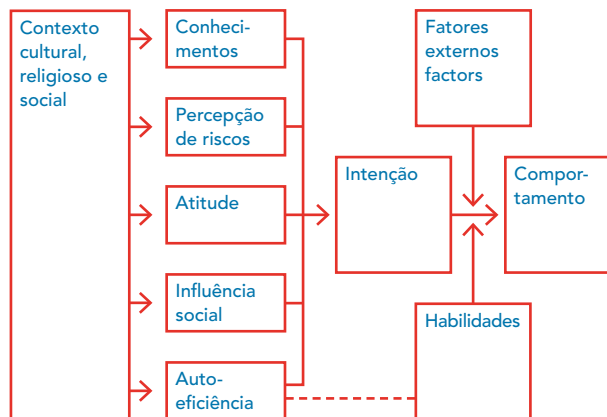 Contexto
cultural,
religioso e
social
Conheci-
mentos
Percepção
de riscos
Atitude
Influência
social
Auto-
eficiência
Intenção
Fatores
externos
factors
Habilidades
Compor-
tamento